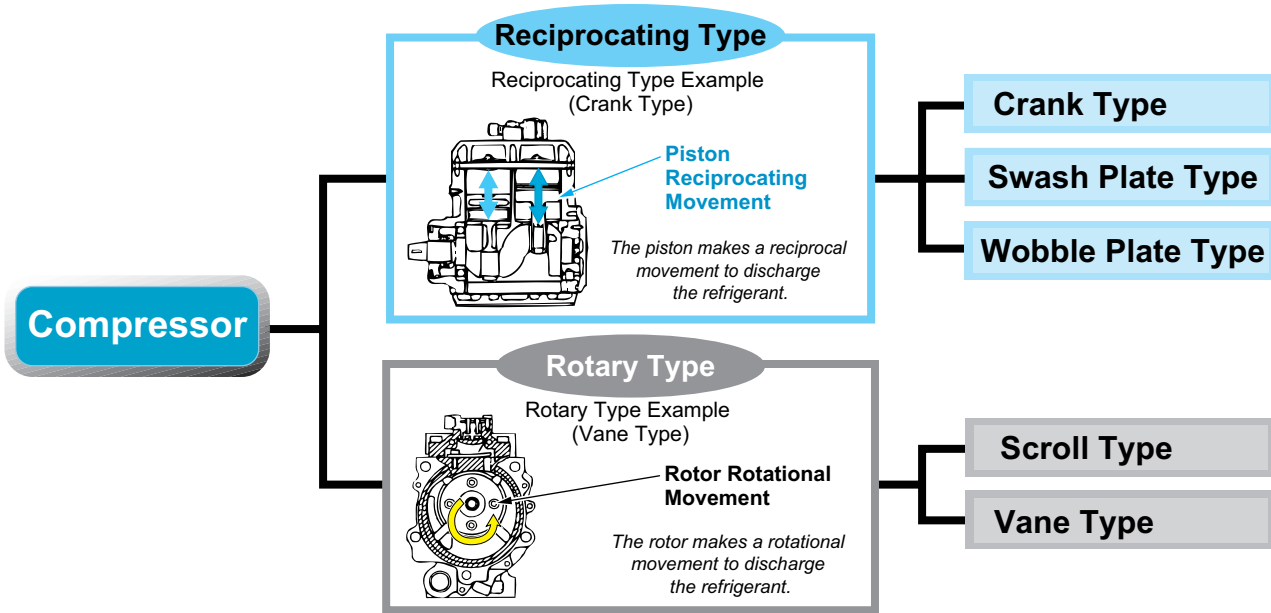 Compressor
Reciprocating Type
Reciprocating Type Example
(Crank Type)
Piston
Reciprocating
Movement
The piston makes a reciprocal
movement to discharge
the refrigerant.
Crank Type
Swash Plate Type
Wobble Plate Type
Rotary Type
Rotary Type Example
(Vane Type)
Rotor Rotational
Movement
The rotor makes a rotational
movement to discharge
the refrigerant.
Scroll Type
Vane Type